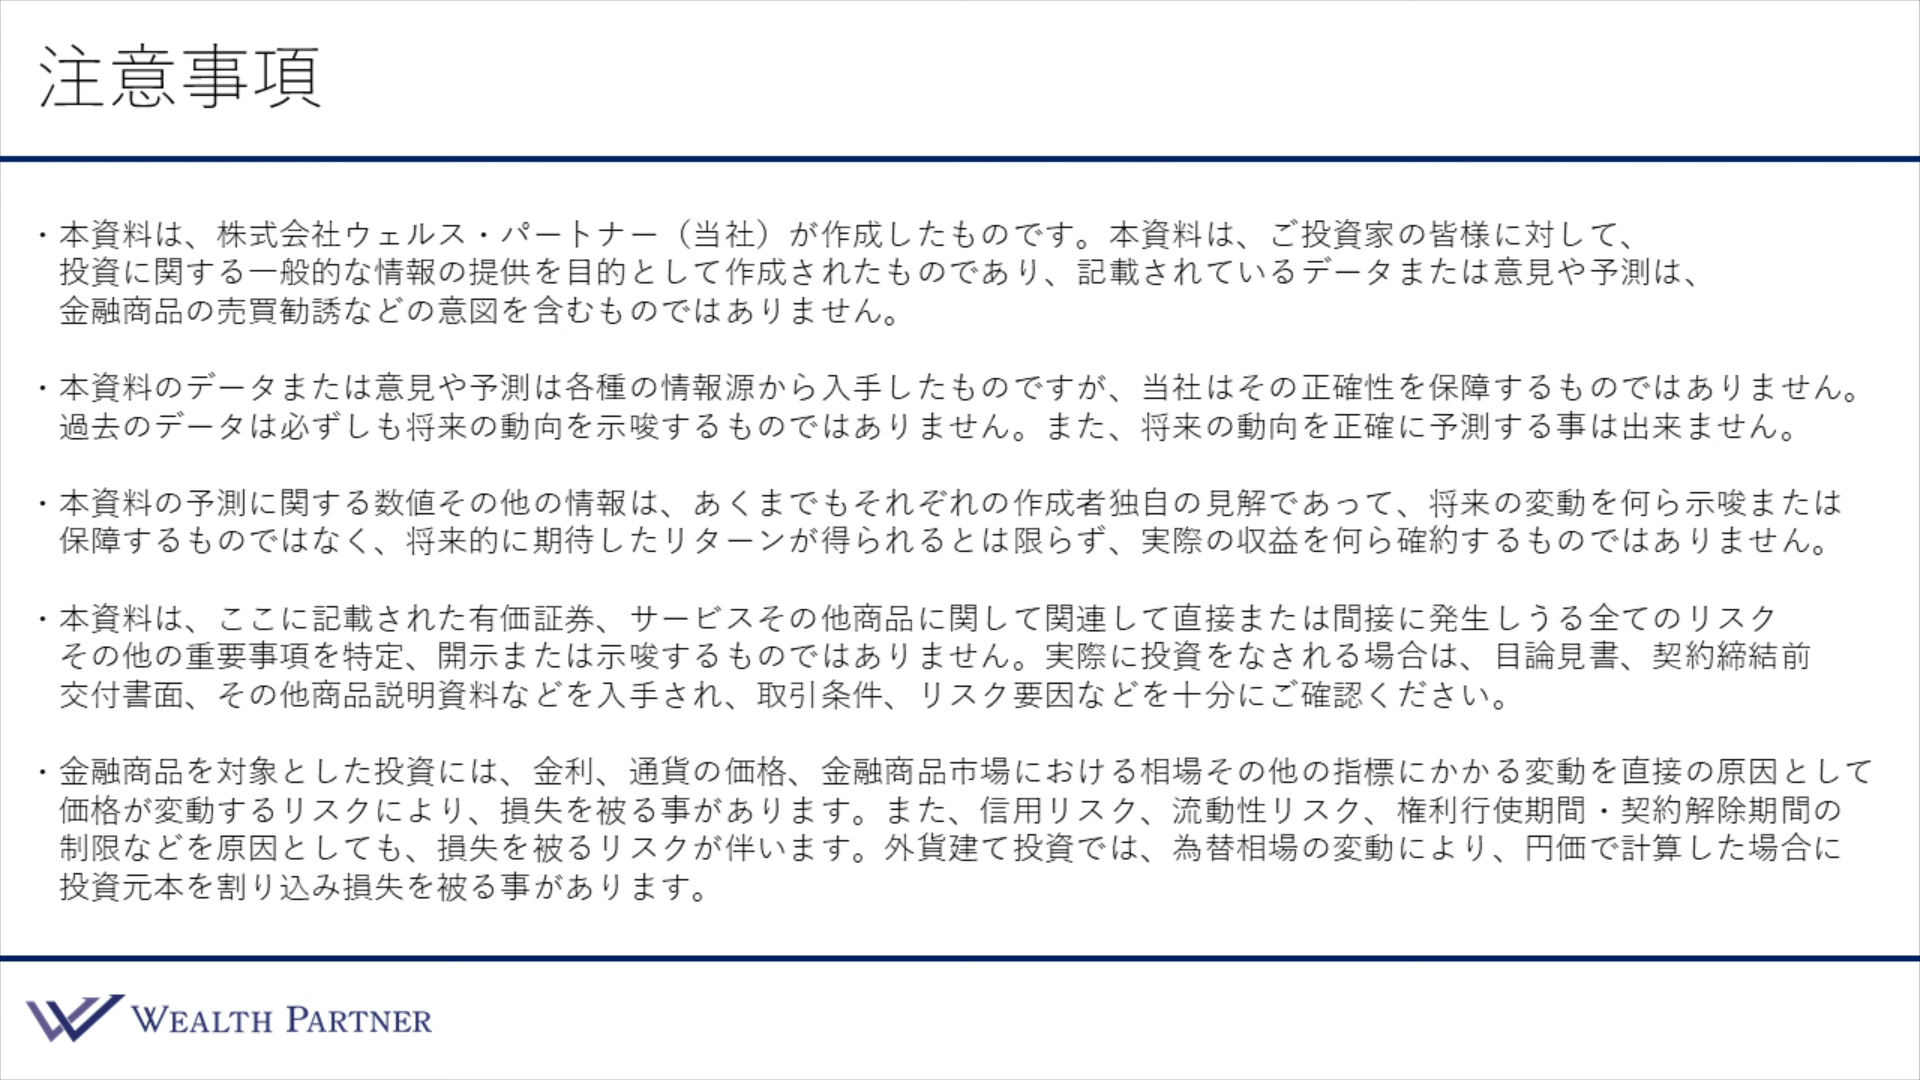 注意事項
・本資料は、株式会社ウェルス・パートナー（当社）が作成したものです。本資料は、ご投資家の皆様に対して、
投資に関する一般的な情報の提供を目的として作成されたものであり、記載されているデータまたは意見や予測は、
金融商品の売買勧誘などの意図を含むものではありません。
・本資料のデータまたは意見や予測は各種の情報源から入手したものですが、当社はその正確性を保障するものではありません。
過去のデータは必ずしも将来の動向を示唆するものではありません。また、将来の動向を正確に予測する事は出来ません。
・本資料の予測に関する数値その他の情報は、あくまでもそれぞれの作成者独自の見解であって、将来の変動を何ら示唆または
保障するものではなく、将来的に期待したリターンが得られるとは限らず、実際の収益を何ら確約するものではありません。
・本資料は、ここに記載された有価証券、サービスその他商品に関して関連して直接または間接に発生しうる全てのリスク
その他の重要事項を特定、開示または示唆するものではありません。実際に投資をなされる場合は、目論見書、契約締結前
交付書面、その他商品説明資料などを入手され、取引条件、リスク要因などを十分にご確認ください。
・金融商品を対象とした投資には、金利、通貨の価格、金融商品市場における相場その他の指標にかかる変動を直接の原因として
価格が変動するリスクにより、損失を被る事があります。また、信用リスク、流動性リスク、権利行使期間・契約解除期間の
制限などを原因としても、損失を被るリスクが伴います。外貨建て投資では、為替相場の変動により、円価で計算した場合に
投資元本を割り込み損失を被る事があります。
WEALTH PARTNER